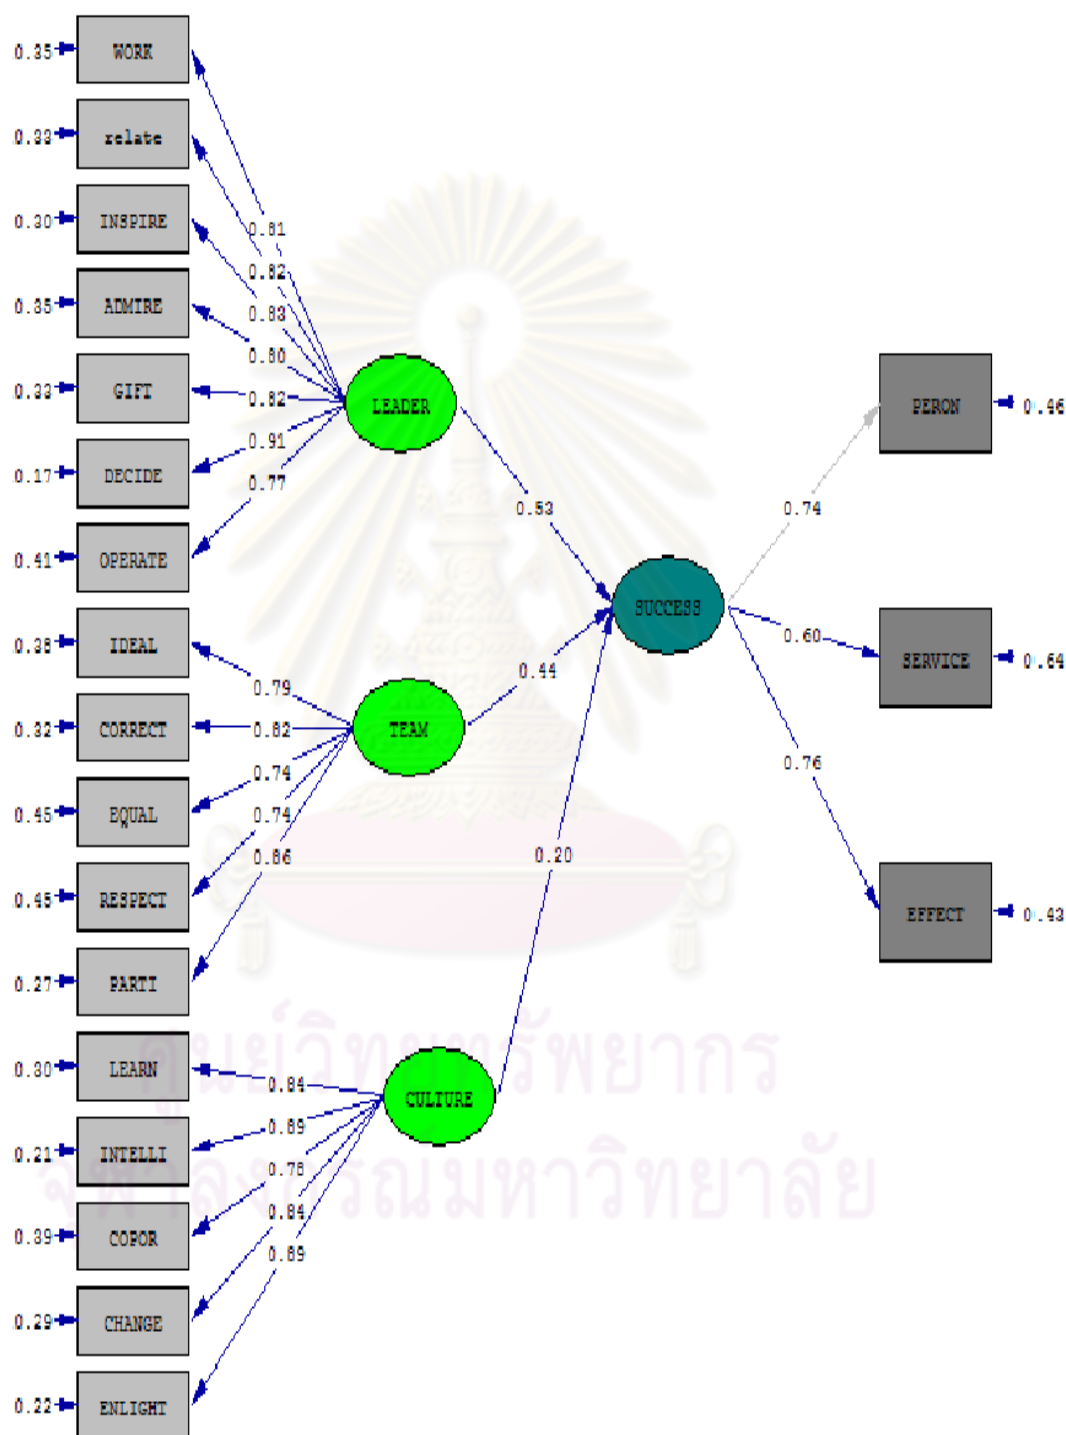 0.35 WORK
0.33 relate
0.30 INSPIRE
0.35 ADMIRE
0.33 GIFT
0.17 DECIDE
0.41 OPERATE
0.38 IDEAL
0.32 CORRECT
0.45 EQUAL
0.45 RESPECT
0.27 PARTI
0.30 LEARN
0.21 INTELLI
0.39 COPOR
0.29 CHANGE
0.22 ENLIGHT
0.81
0.82
0.83
0.80
0.82
0.91
0.77
LEADER
0.79
0.82
0.74
0.74
0.86
TEAM
0.84
0.89
0.78
0.84
0.89
CULTURE
0.53
0.44
0.20
SUCCESS
0.74
0.60
0.76
PERON 0.46
SERVICE 0.64
EFFECT 0.43
ศูนย์วิทยทรัพยากร
จุฬาลงกรณ์มหาวิทยาลัย